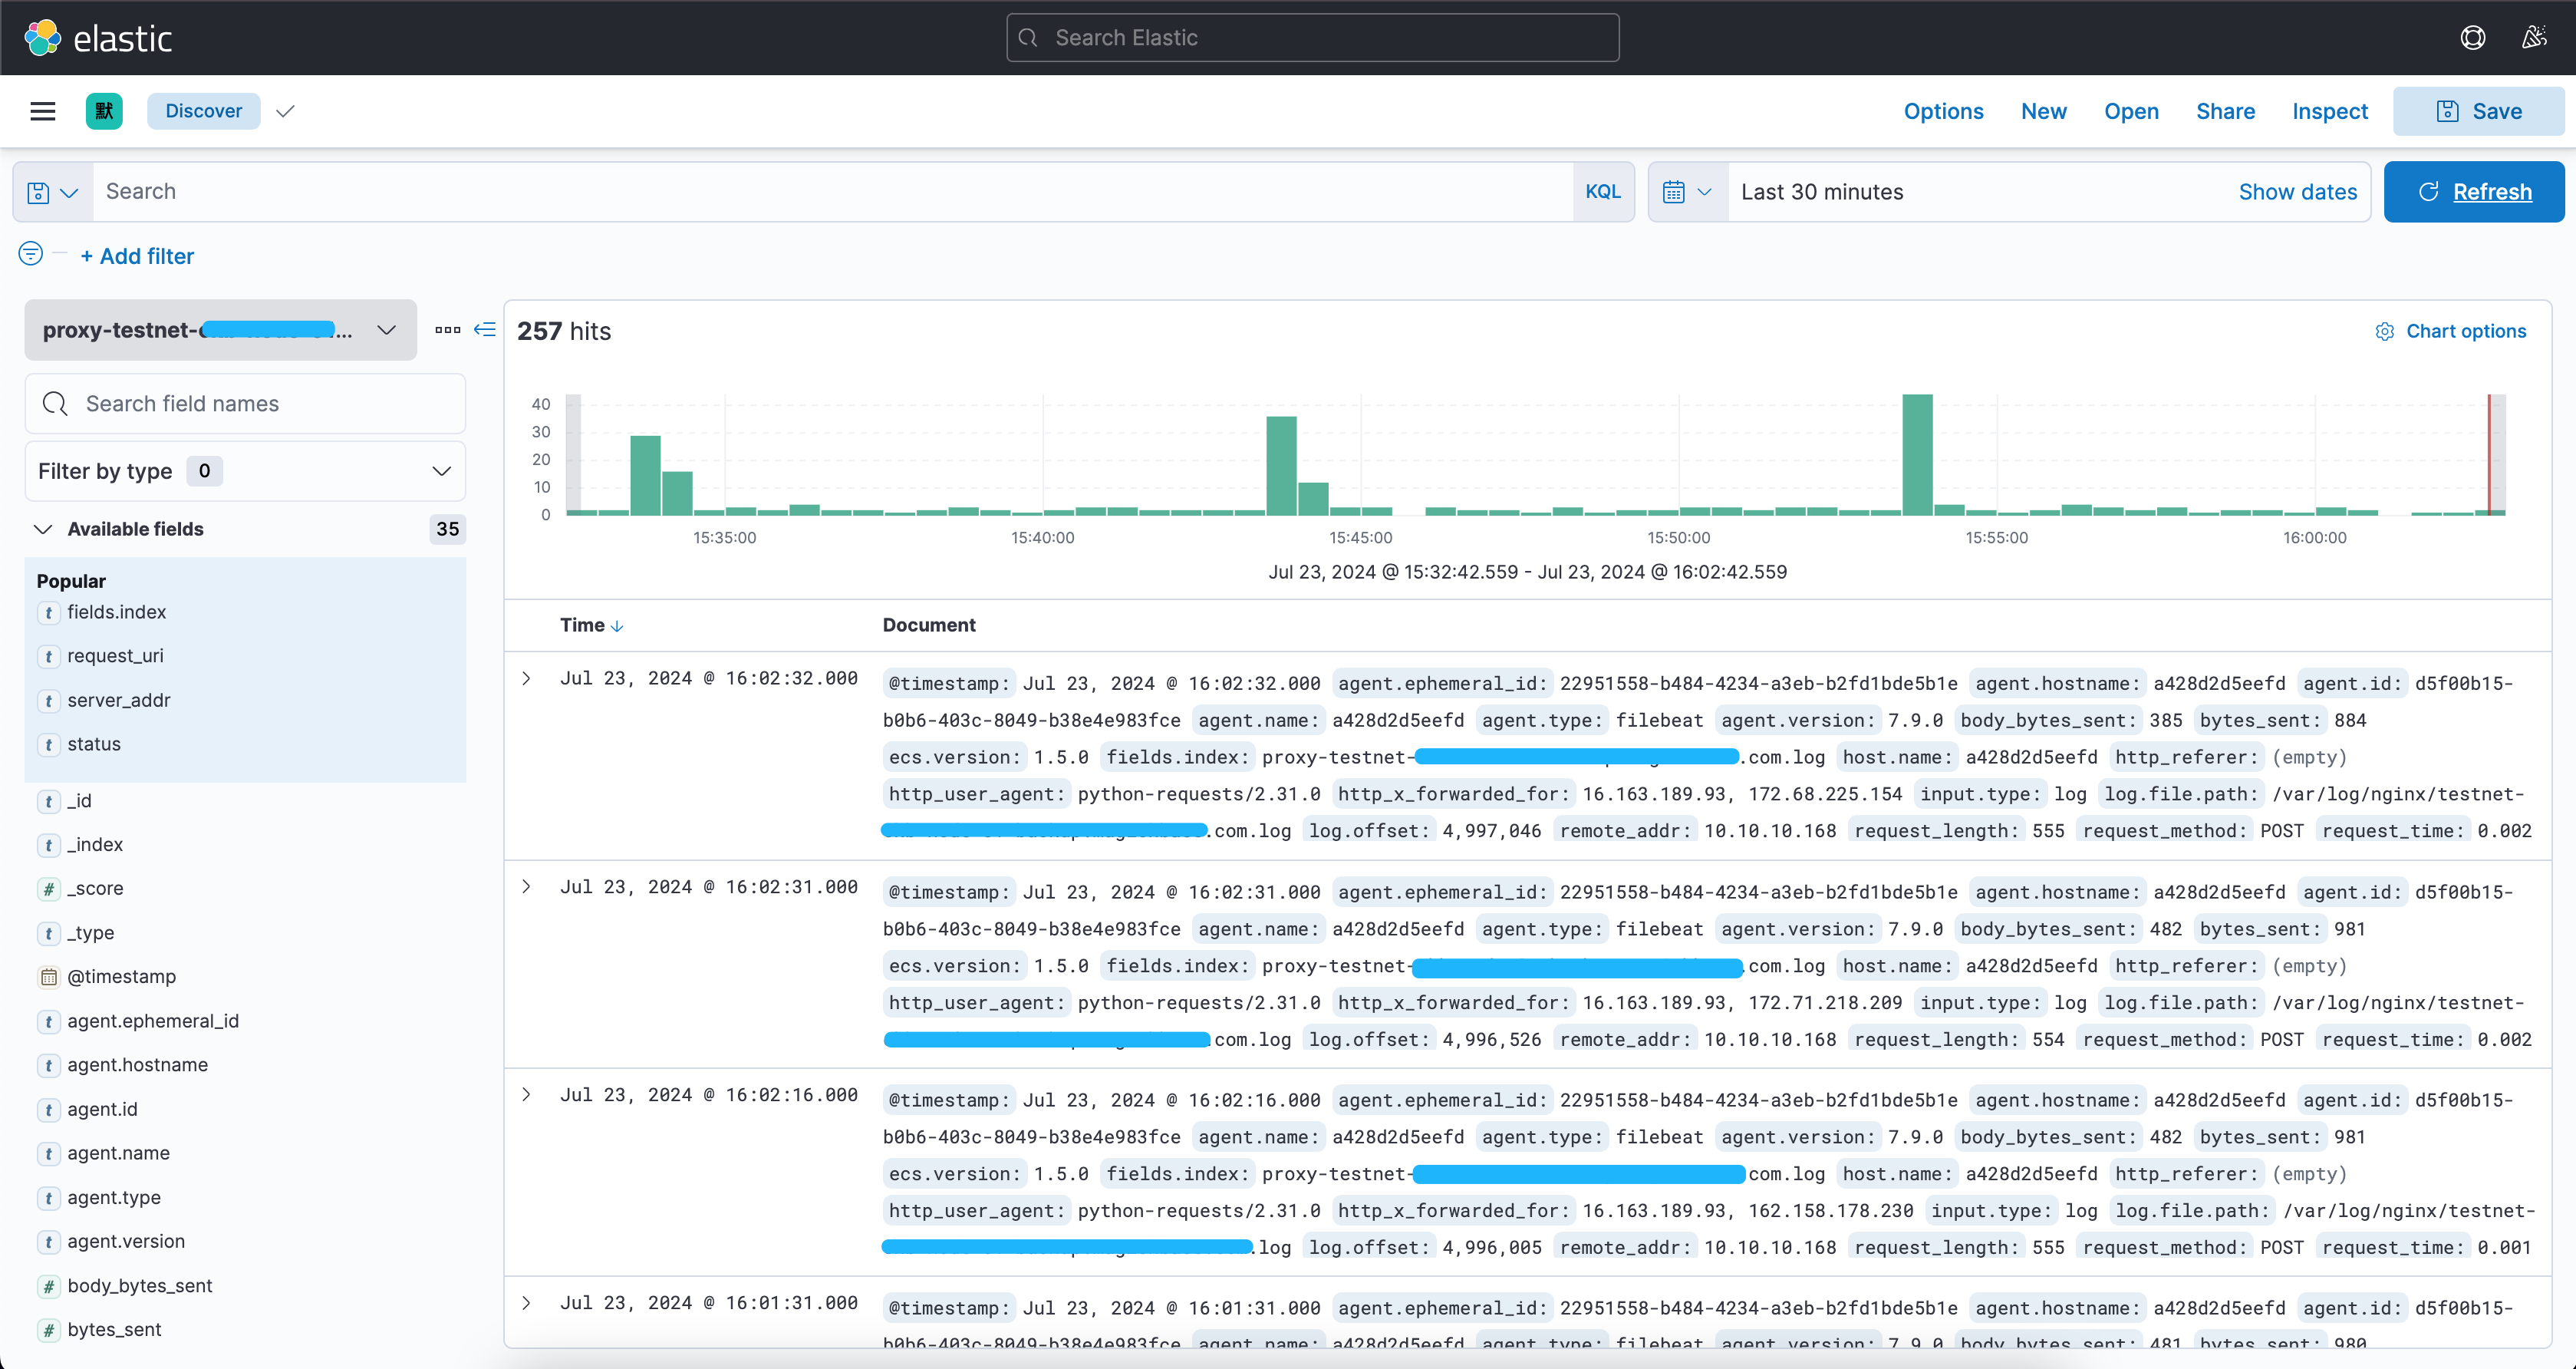 elastic
Search Elastic
默
Discover
Options New Open Share Inspect Save
Search
KQL
Last 30 minutes
Show dates
Refresh
+ Add filter
proxy-testnet-
...
Search field names
Filter by type 0
Available fields 35
Popular
t fields.index
t request_uri
t server_addr
t status
t _id
t _index
# _score
t _type
@timestamp
t agent.ephemeral_id
t agent.hostname
t agent.id
t agent.name
t agent.type
t agent.version
# body_bytes_sent
# bytes_sent
257 hits
Chart options
40
30
20
10
0
15:35:00 15:40:00 15:45:00 15:50:00 15:55:00 16:00:00
Jul 23, 2024 @ 15:32:42.559 - Jul 23, 2024 @ 16:02:42.559
Time Document
Jul 23, 2024 @ 16:02:32.000
@timestamp: Jul 23, 2024 @ 16:02:32.000 agent.ephemeral_id: 22951558-b484-4234-a3eb-b2fd1bde5b1e agent.hostname: a428d2d5eefd agent.id: d5f00b15-
b0b6-403c-8049-b38e4e983fce agent.name: a428d2d5eefd agent.type: filebeat agent.version: 7.9.0 body_bytes_sent: 385 bytes_sent: 884
ecs.version: 1.5.0 fields.index: proxy-testnet- .com.log host.name: a428d2d5eefd http_referer: (empty)
http_user_agent: python-requests/2.31.0 http_x_forwarded_for: 16.163.189.93, 172.68.225.154 input.type: log log.file.path: /var/log/nginx/testnet-
.com.log log.offset: 4,997,046 remote_addr: 10.10.10.168 request_length: 555 request_method: POST request_time: 0.002
Jul 23, 2024 @ 16:02:31.000
@timestamp: Jul 23, 2024 @ 16:02:31.000 agent.ephemeral_id: 22951558-b484-4234-a3eb-b2fd1bde5b1e agent.hostname: a428d2d5eefd agent.id: d5f00b15-
b0b6-403c-8049-b38e4e983fce agent.name: a428d2d5eefd agent.type: filebeat agent.version: 7.9.0 body_bytes_sent: 482 bytes_sent: 981
ecs.version: 1.5.0 fields.index: proxy-testnet- .com.log host.name: a428d2d5eefd http_referer: (empty)
http_user_agent: python-requests/2.31.0 http_x_forwarded_for: 16.163.189.93, 172.71.218.209 input.type: log log.file.path: /var/log/nginx/testnet-
.com.log log.offset: 4,996,526 remote_addr: 10.10.10.168 request_length: 554 request_method: POST request_time: 0.002
Jul 23, 2024 @ 16:02:16.000
@timestamp: Jul 23, 2024 @ 16:02:16.000 agent.ephemeral_id: 22951558-b484-4234-a3eb-b2fd1bde5b1e agent.hostname: a428d2d5eefd agent.id: d5f00b15-
b0b6-403c-8049-b38e4e983fce agent.name: a428d2d5eefd agent.type: filebeat agent.version: 7.9.0 body_bytes_sent: 482 bytes_sent: 981
ecs.version: 1.5.0 fields.index: proxy-testnet- com.log host.name: a428d2d5eefd http_referer: (empty)
http_user_agent: python-requests/2.31.0 http_x_forwarded_for: 16.163.189.93, 162.158.178.230 input.type: log log.file.path: /var/log/nginx/testnet-
.log log.offset: 4,996,005 remote_addr: 10.10.10.168 request_length: 555 request_method: POST request_time: 0.001
Jul 23, 2024 @ 16:01:31.000
@timestamp: Jul 23, 2024 @ 16:01:31.000 agent.ephemeral_id: 22951558-b484-4234-a3eb-b2fd1bde5b1e agent.hostname: a428d2d5eefd agent.id: d5f00b15-
b0b6-403c-8049-b38e4e983fce agent.name: a428d2d5eefd agent.type: filebeat agent.version: 7.9.0 body_bytes_sent: 481 bytes_sent: 980